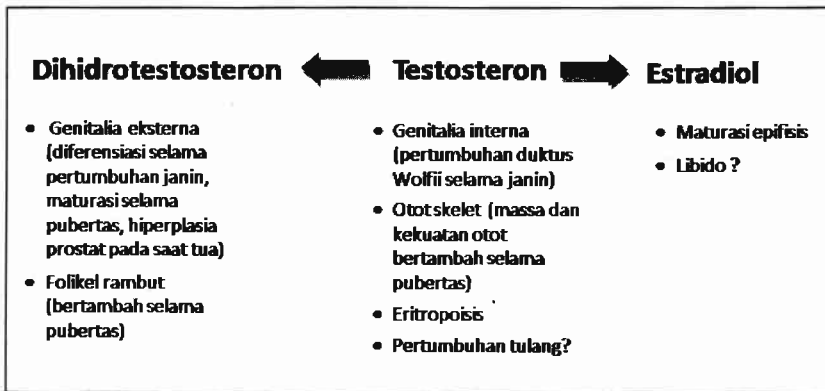 Dihidrotestosteron
• Genitalia eksterna
(diferensiasi selama
pertumbuhan janin,
maturasi selama
pubertas, hiperplasia
prostat pada saat tua)
• Folikel rambut
(bertambah selama
pubertas)
Testosteron
• Genitalia interna
(pertumbuhan duktus
Wolfii selama janin)
• Otot skelet (massa dan
kekuatan otot
bertambah selama
pubertas)
• Eritropoisis
• Pertumbuhan tulang?
Estradiol
• Maturasi epifisis
• Libido ?